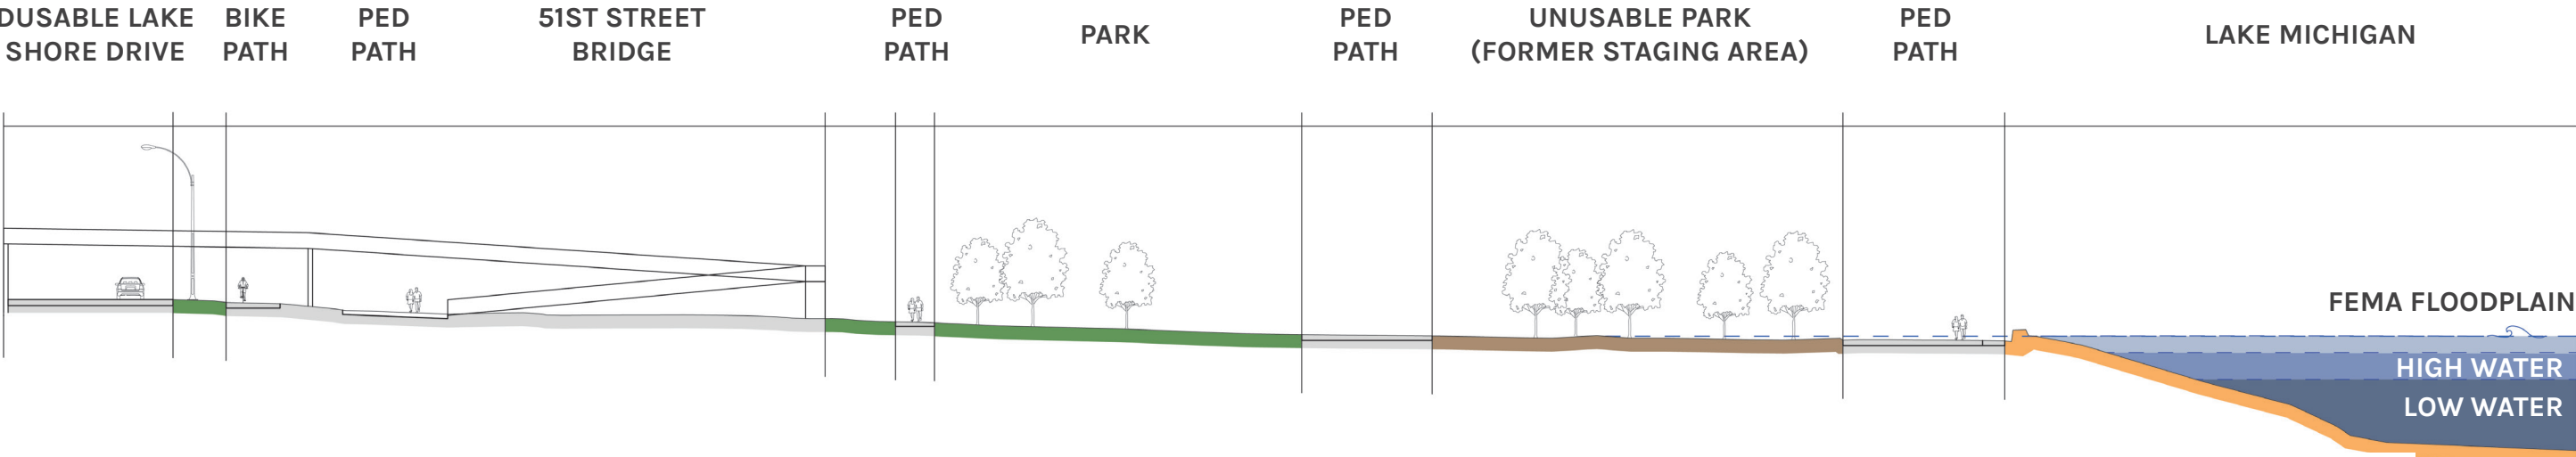 DUSABLE LAKE
SHORE DRIVE
BIKE
PATH
PED
PATH
51ST STREET
BRIDGE
PED
PATH
PARK
PED
PATH
UNUSABLE PARK
(FORMER STAGING AREA)
PED
PATH
LAKE MICHIGAN
FEMA FLOODPLAIN
HIGH WATER
LOW WATER